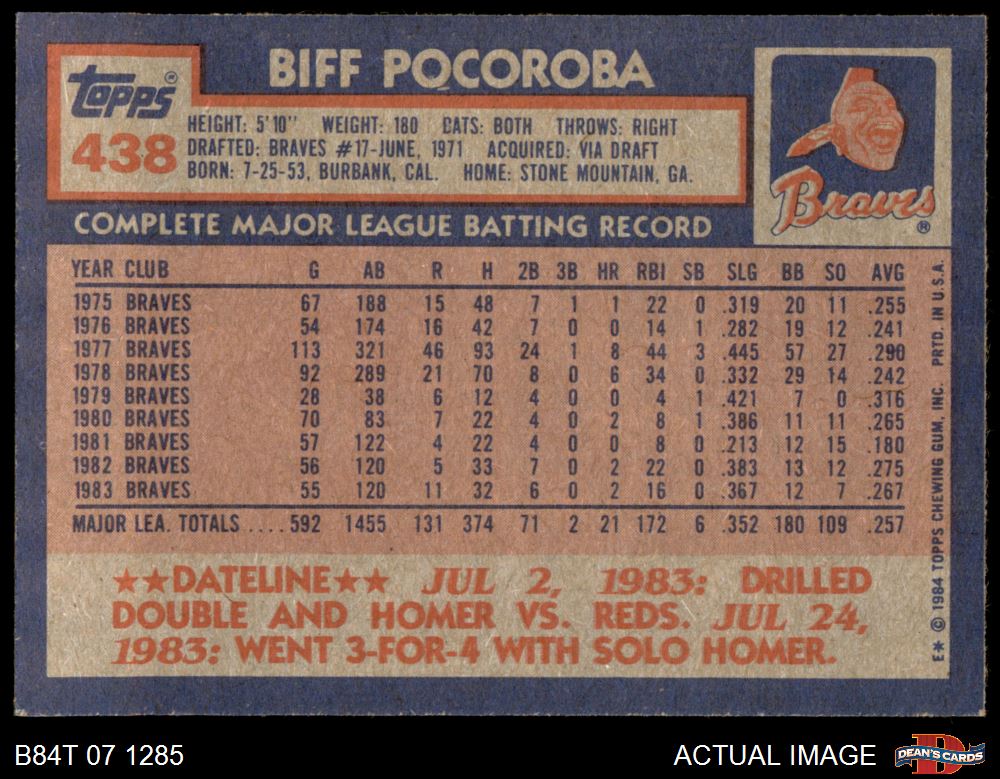 BIFF POCOROBA
Topps®
438
HEIGHT: 5'10" WEIGHT: 180 BATS: BOTH THROWS: RIGHT
DRAFTED: BRAVES #17-JUNE, 1971 ACQUIRED: VIA DRAFT
BORN: 7-25-53, BURBANK, CAL. HOME: STONE MOUNTAIN, GA.
Braves®
COMPLETE MAJOR LEAGUE BATTING RECORD
YEAR CLUB G AB R H 2B 3B HR RBI SB SLG BB SO AVG
1975 BRAVES 67 188 15 48 7 1 1 22 0 .319 20 11 .255
1976 BRAVES 54 174 16 42 7 0 0 14 1 .282 19 12 .241
1977 BRAVES 113 321 46 93 24 1 8 44 3 .445 57 27 .290
1978 BRAVES 92 289 21 70 8 0 6 34 0 .332 29 14 .242
1979 BRAVES 28 38 6 12 4 0 0 4 1 .421 7 0 .316
1980 BRAVES 70 83 7 22 4 0 2 8 1 .386 11 11 .265
1981 BRAVES 57 122 4 22 4 0 0 8 0 .213 12 15 .180
1982 BRAVES 56 120 5 33 7 0 2 22 0 .383 13 12 .275
1983 BRAVES 55 120 11 32 6 0 2 16 0 .367 12 7 .267
MAJOR LEA. TOTALS .... 592 1455 131 374 71 2 21 172 6 .352 180 109 .257
★★DATELINE★★ JUL 2, 1983: DRILLED
DOUBLE AND HOMER VS. REDS. JUL 24,
1983: WENT 3-FOR-4 WITH SOLO HOMER.
E* © 1984 TOPPS CHEWING GUM, INC. PRTD. IN U.S.A.
B84T 07 1285
ACTUAL IMAGE
DEAN'S CARDS